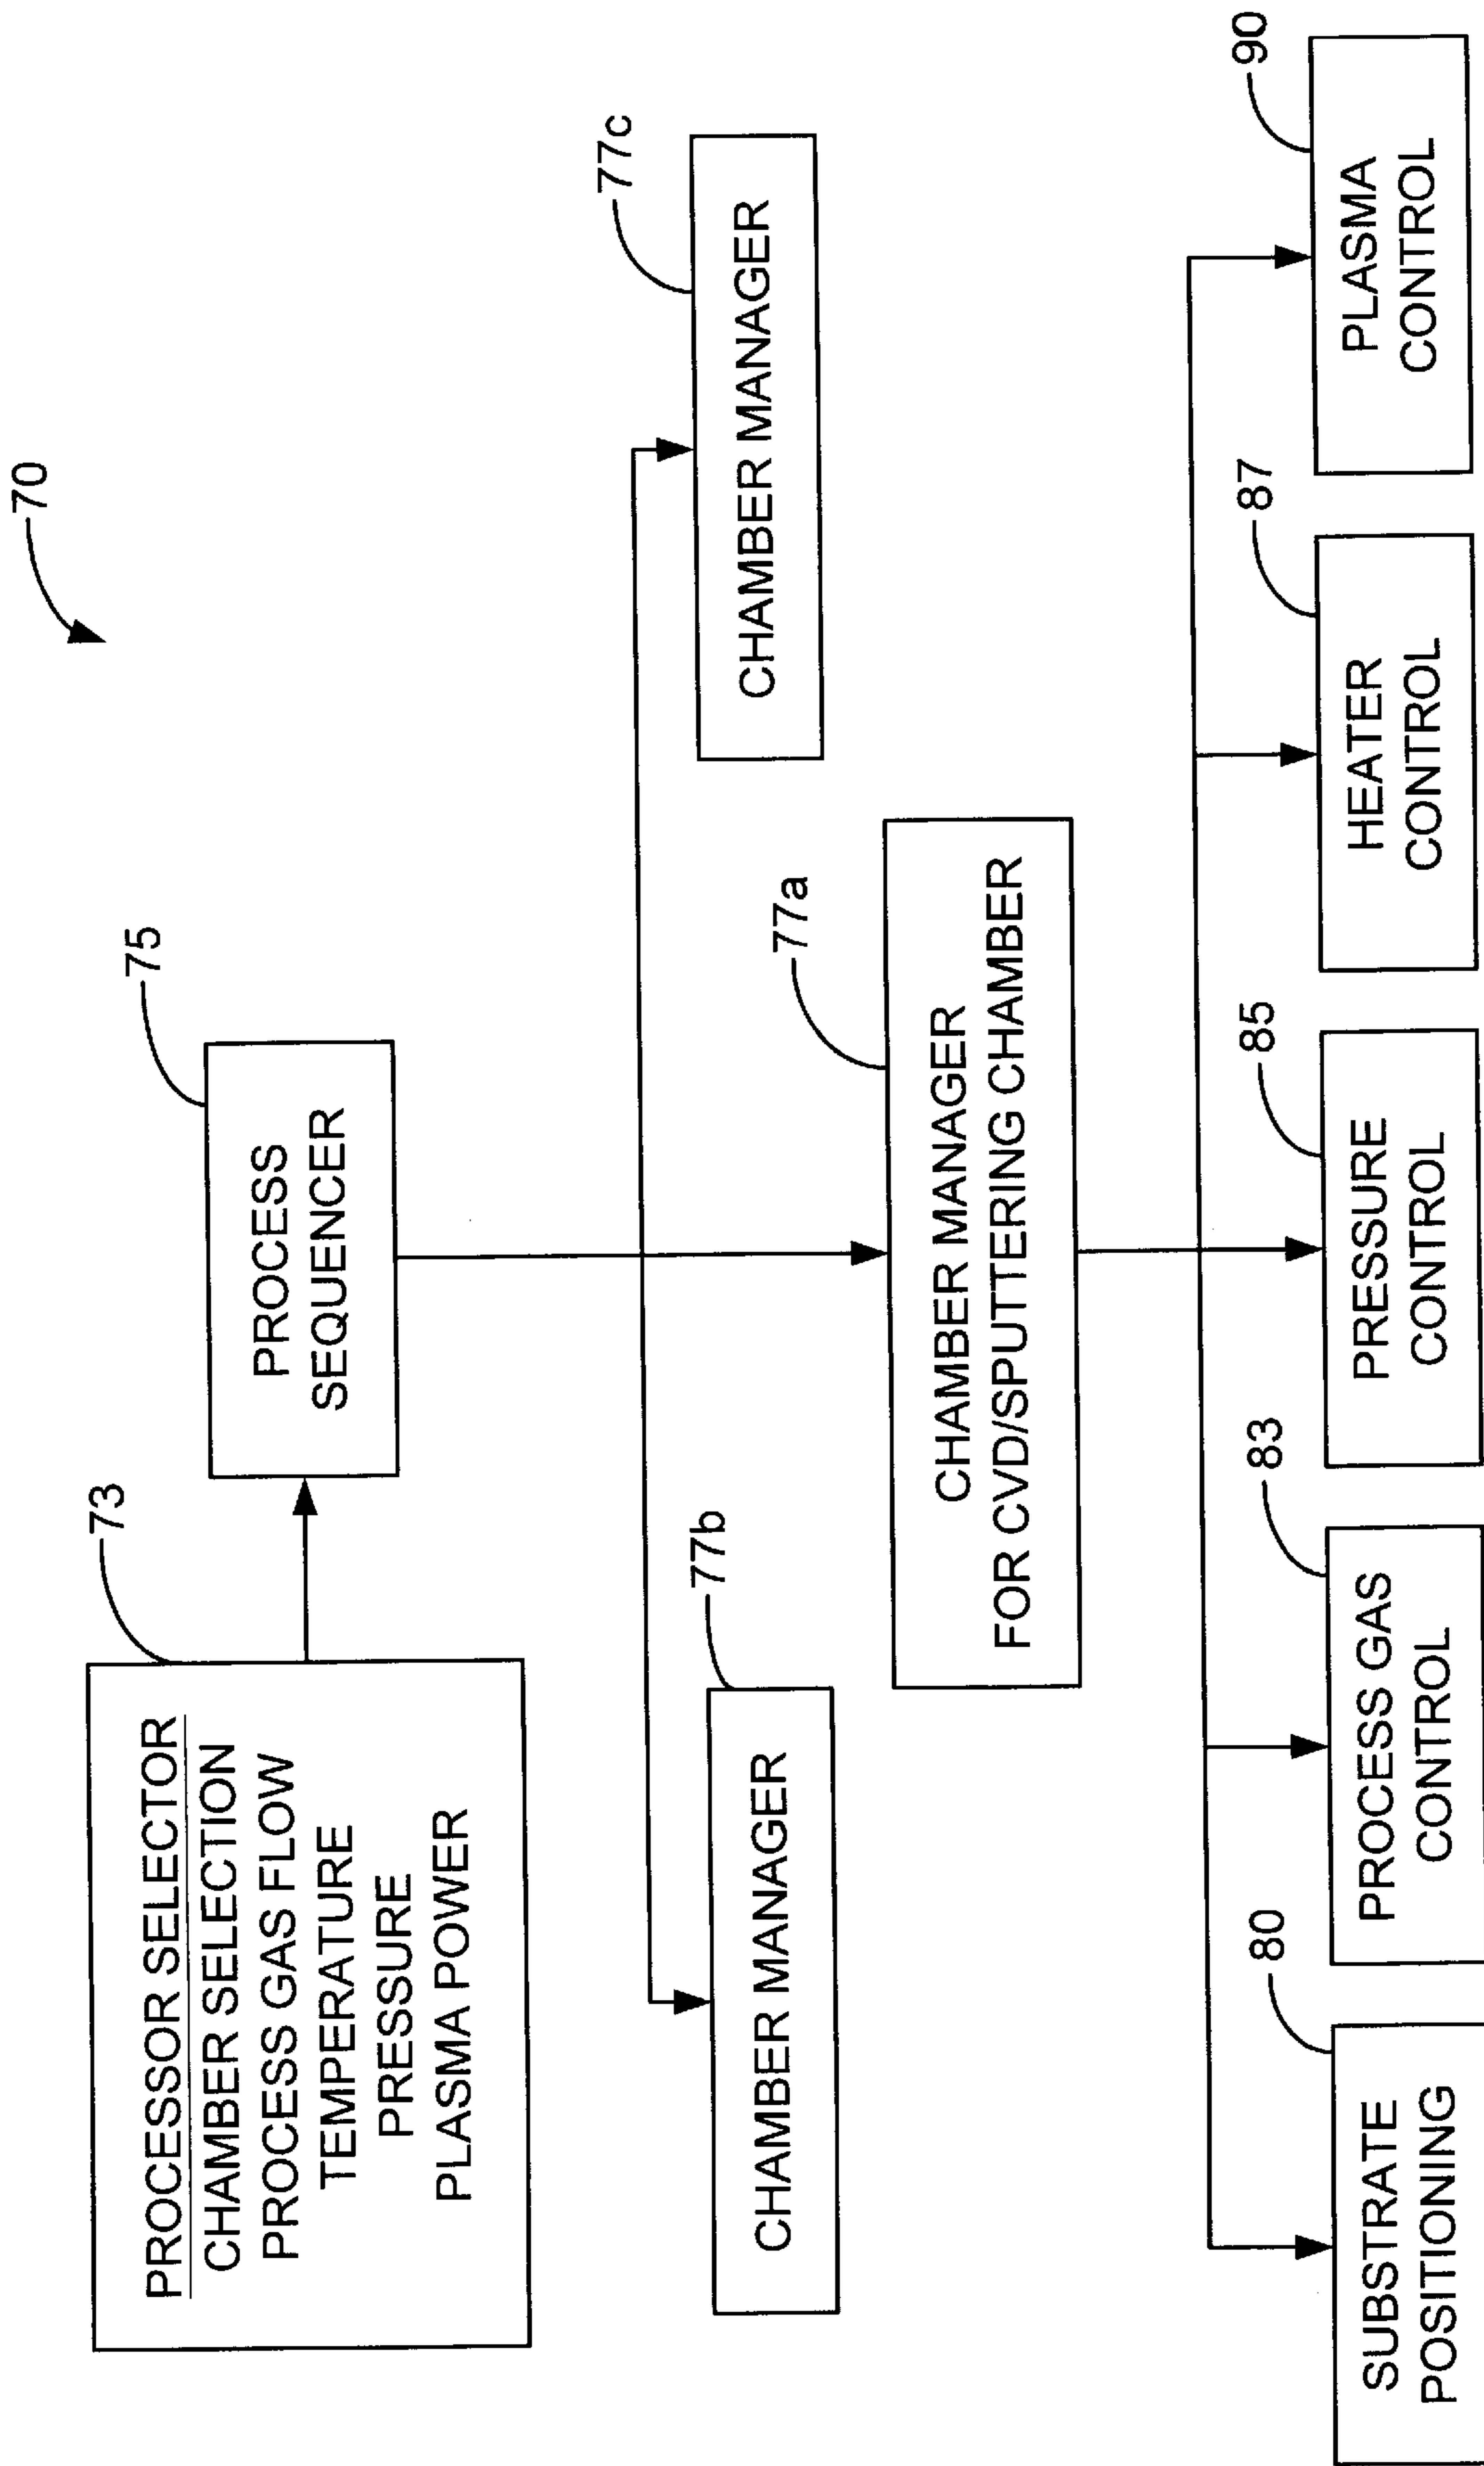 70
73
PROCESSOR SELECTOR
CHAMBER SELECTION
PROCESS GAS FLOW
TEMPERATURE
PRESSURE
PLASMA POWER
75
PROCESS
SEQUENCER
77b
CHAMBER MANAGER
77c
CHAMBER MANAGER
77a
CHAMBER MANAGER
FOR CVD/SPUTTERING CHAMBER
80
SUBSTRATE
POSITIONING
83
PROCESS GAS
CONTROL
85
PRESSURE
CONTROL
87
HEATER
CONTROL
90
PLASMA
CONTROL